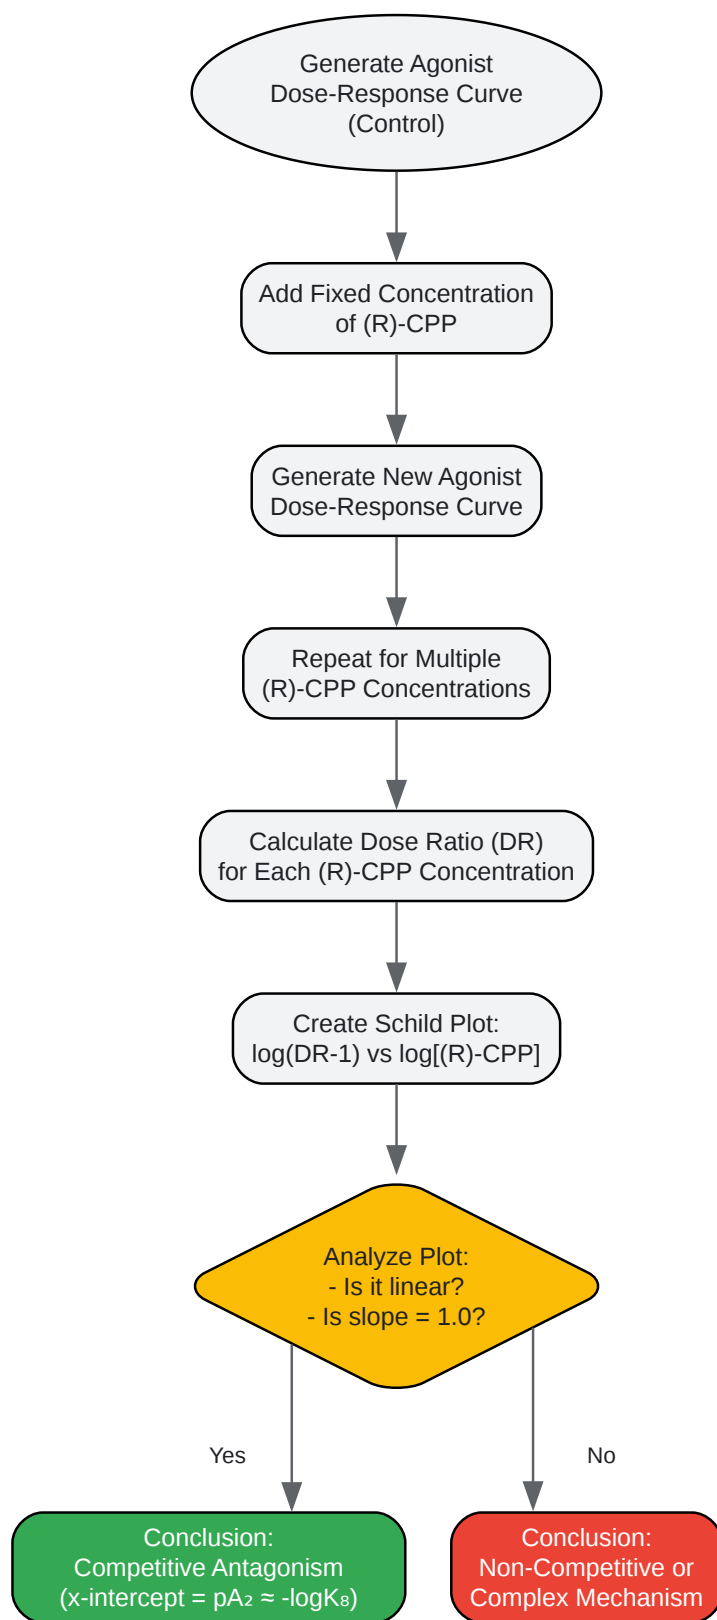 Generate Agonist
Dose-Response Curve
(Control)
Add Fixed Concentration
of (R)-CPP
Generate New Agonist
Dose-Response Curve
Repeat for Multiple
(R)-CPP Concentrations
Calculate Dose Ratio (DR)
for Each (R)-CPP Concentration
Create Schild Plot:
log(DR-1) vs log[(R)-CPP]
Analyze Plot:
- Is it linear?
- Is slope = 1.0?
Yes
No
Conclusion:
Competitive Antagonism
(x-intercept = pA₂ ≈ -logK₈)
Conclusion:
Non-Competitive or
Complex Mechanism